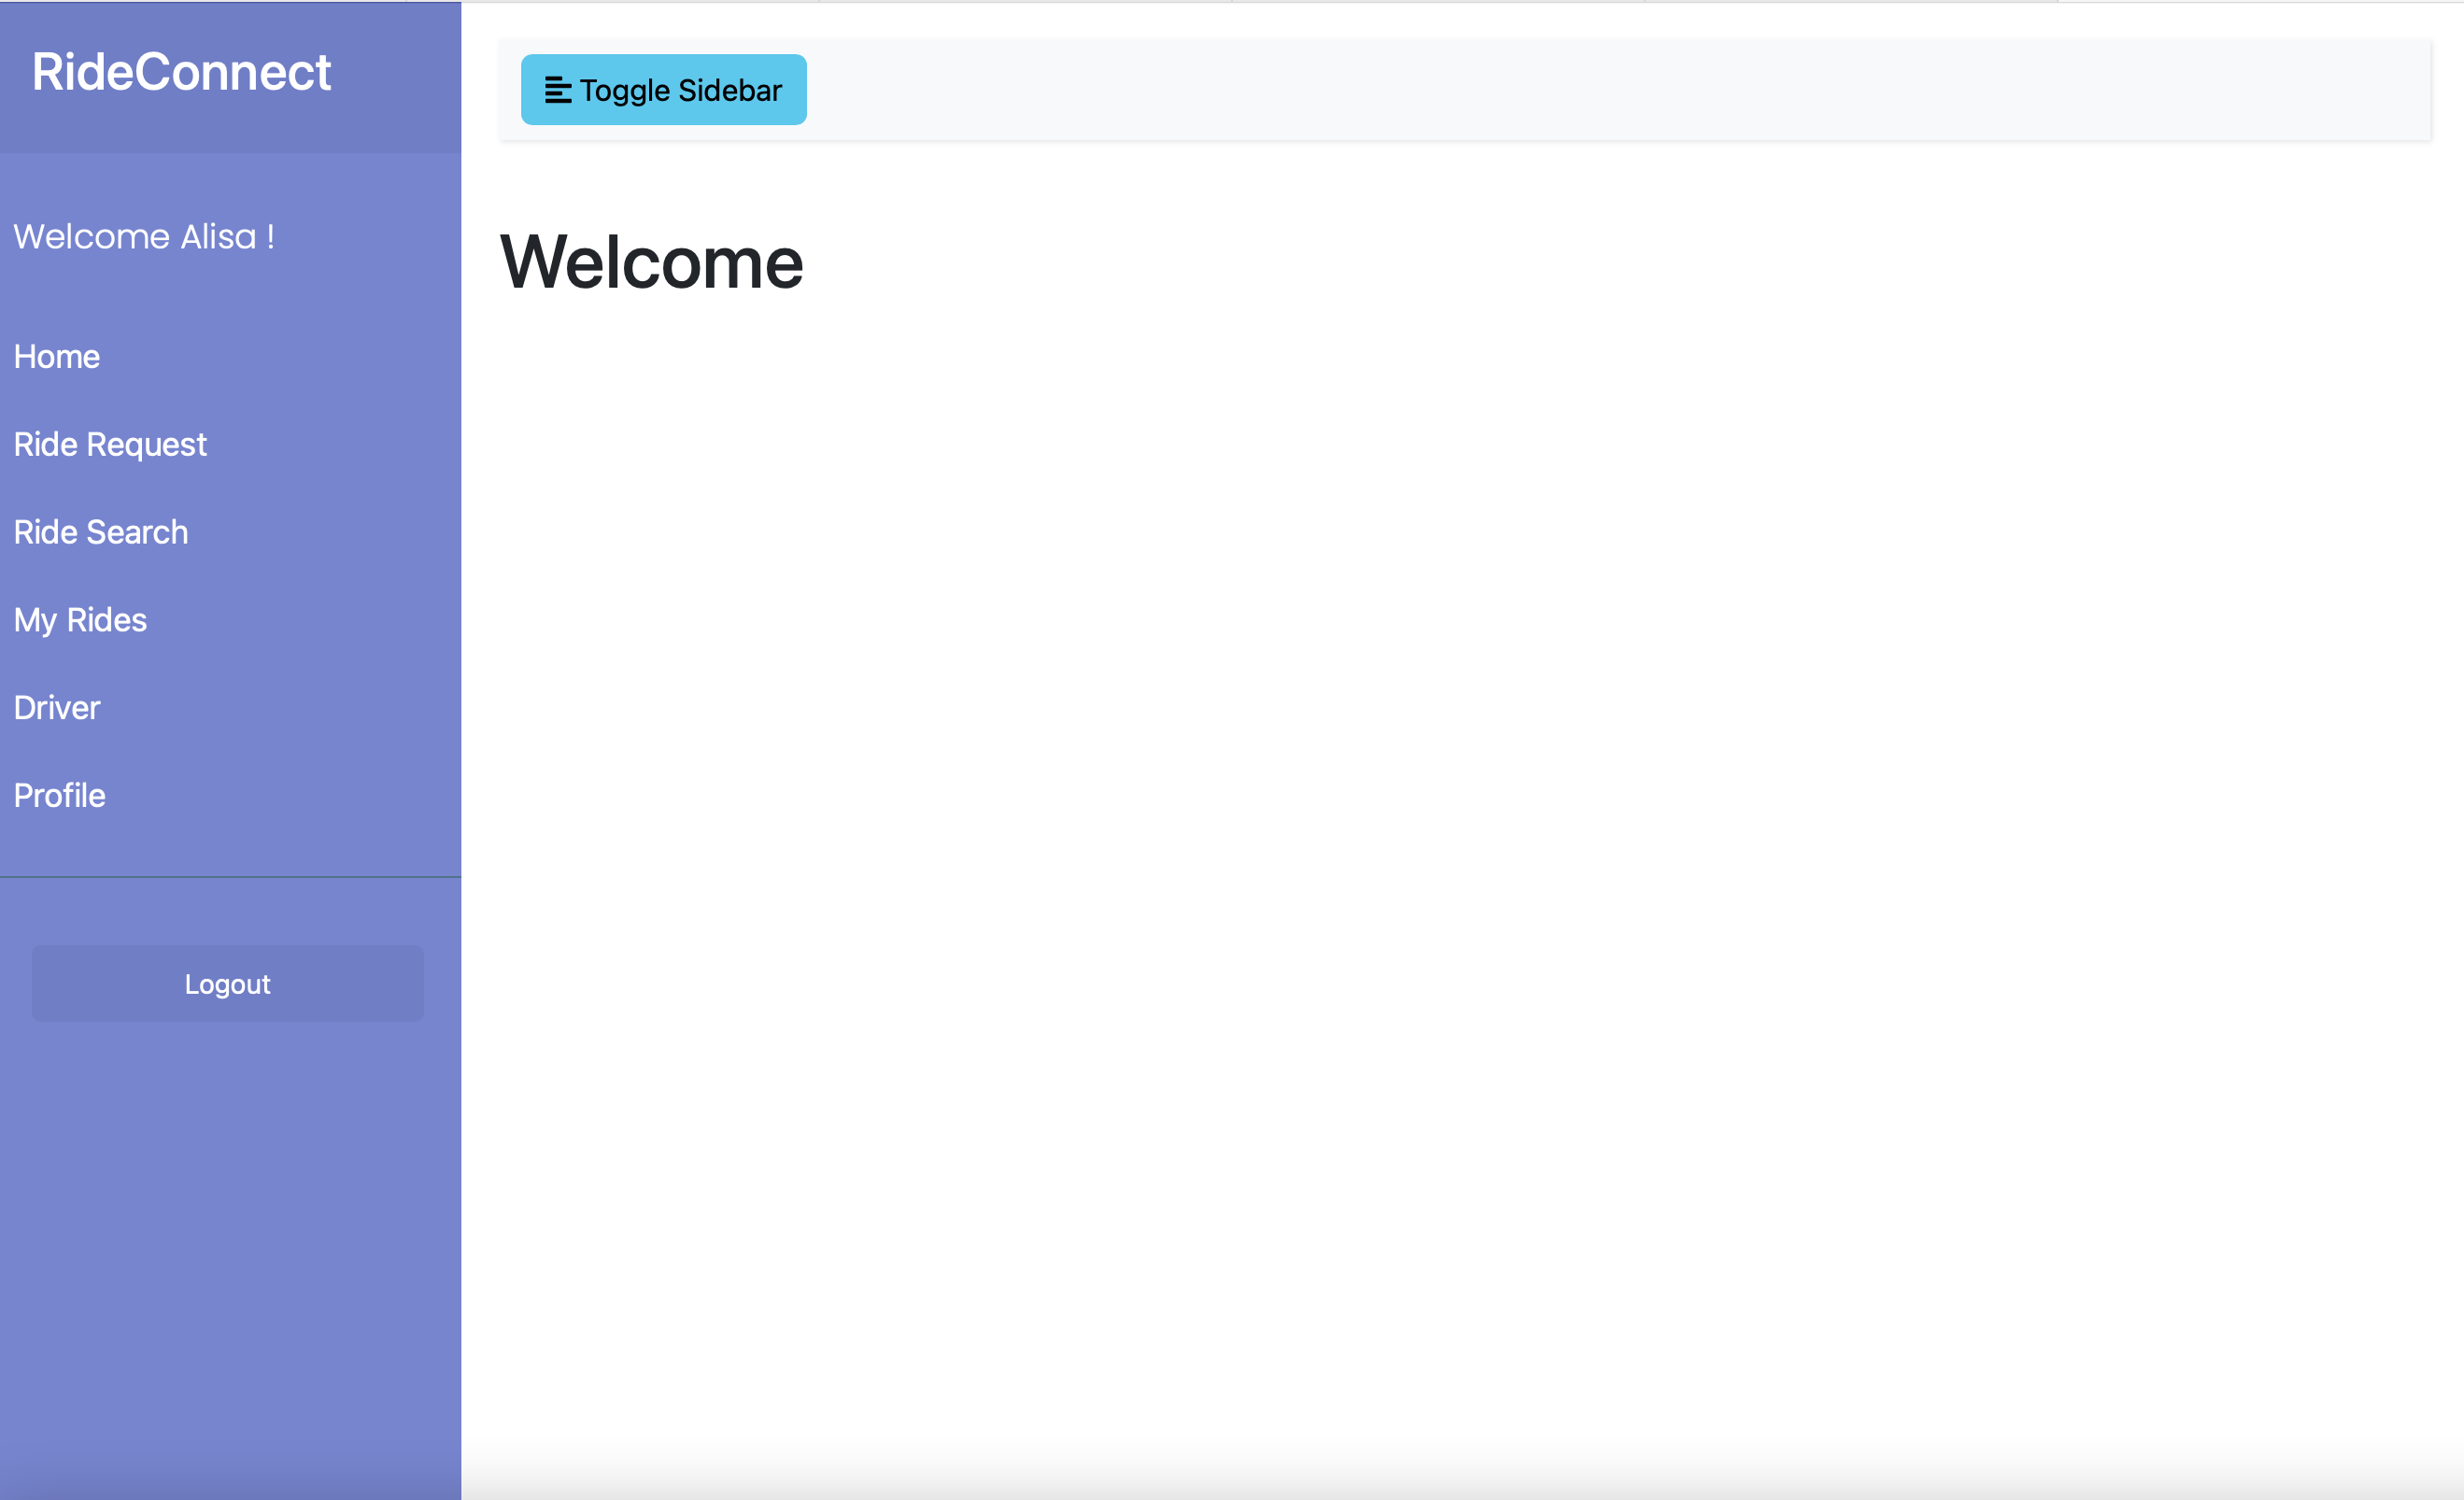 RideConnect
Welcome Alisa !
Home
Ride Request
Ride Search
My Rides
Driver
Profile
Logout
Toggle Sidebar
Welcome